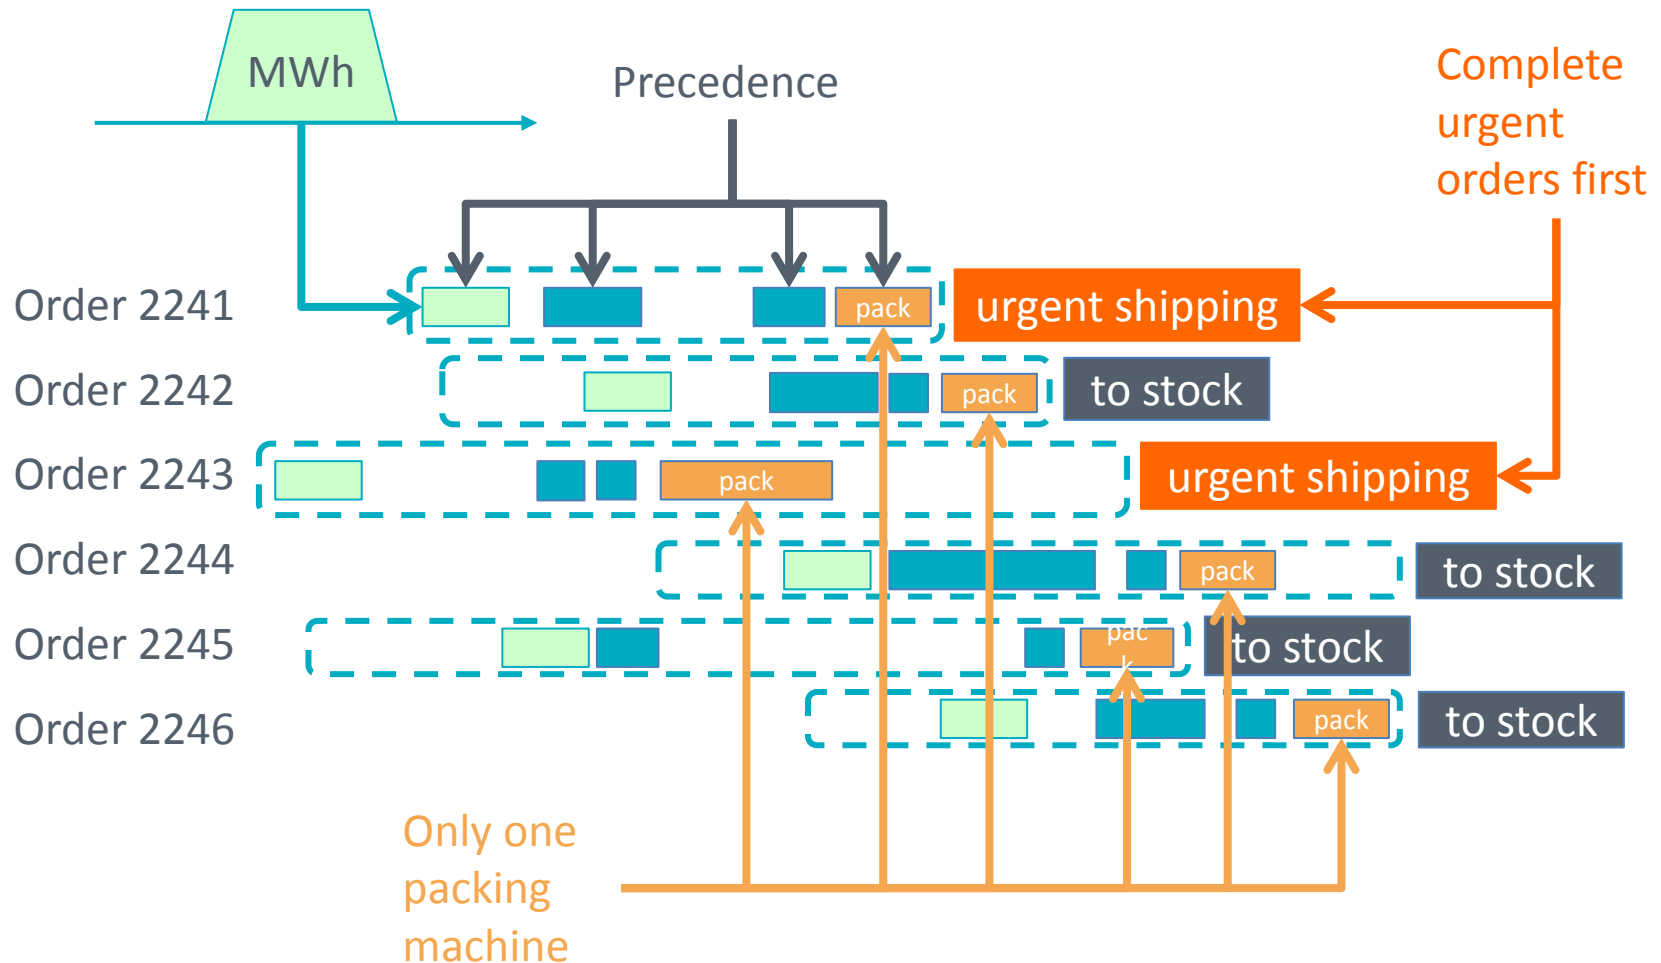 MWh
Precedence
Complete
urgent
orders first
Order 2241
pack
urgent shipping
Order 2242
pack
to stock
Order 2243
pack
urgent shipping
Order 2244
pack
to stock
Order 2245
pac
k
to stock
Order 2246
pack
to stock
Only one
packing
machine